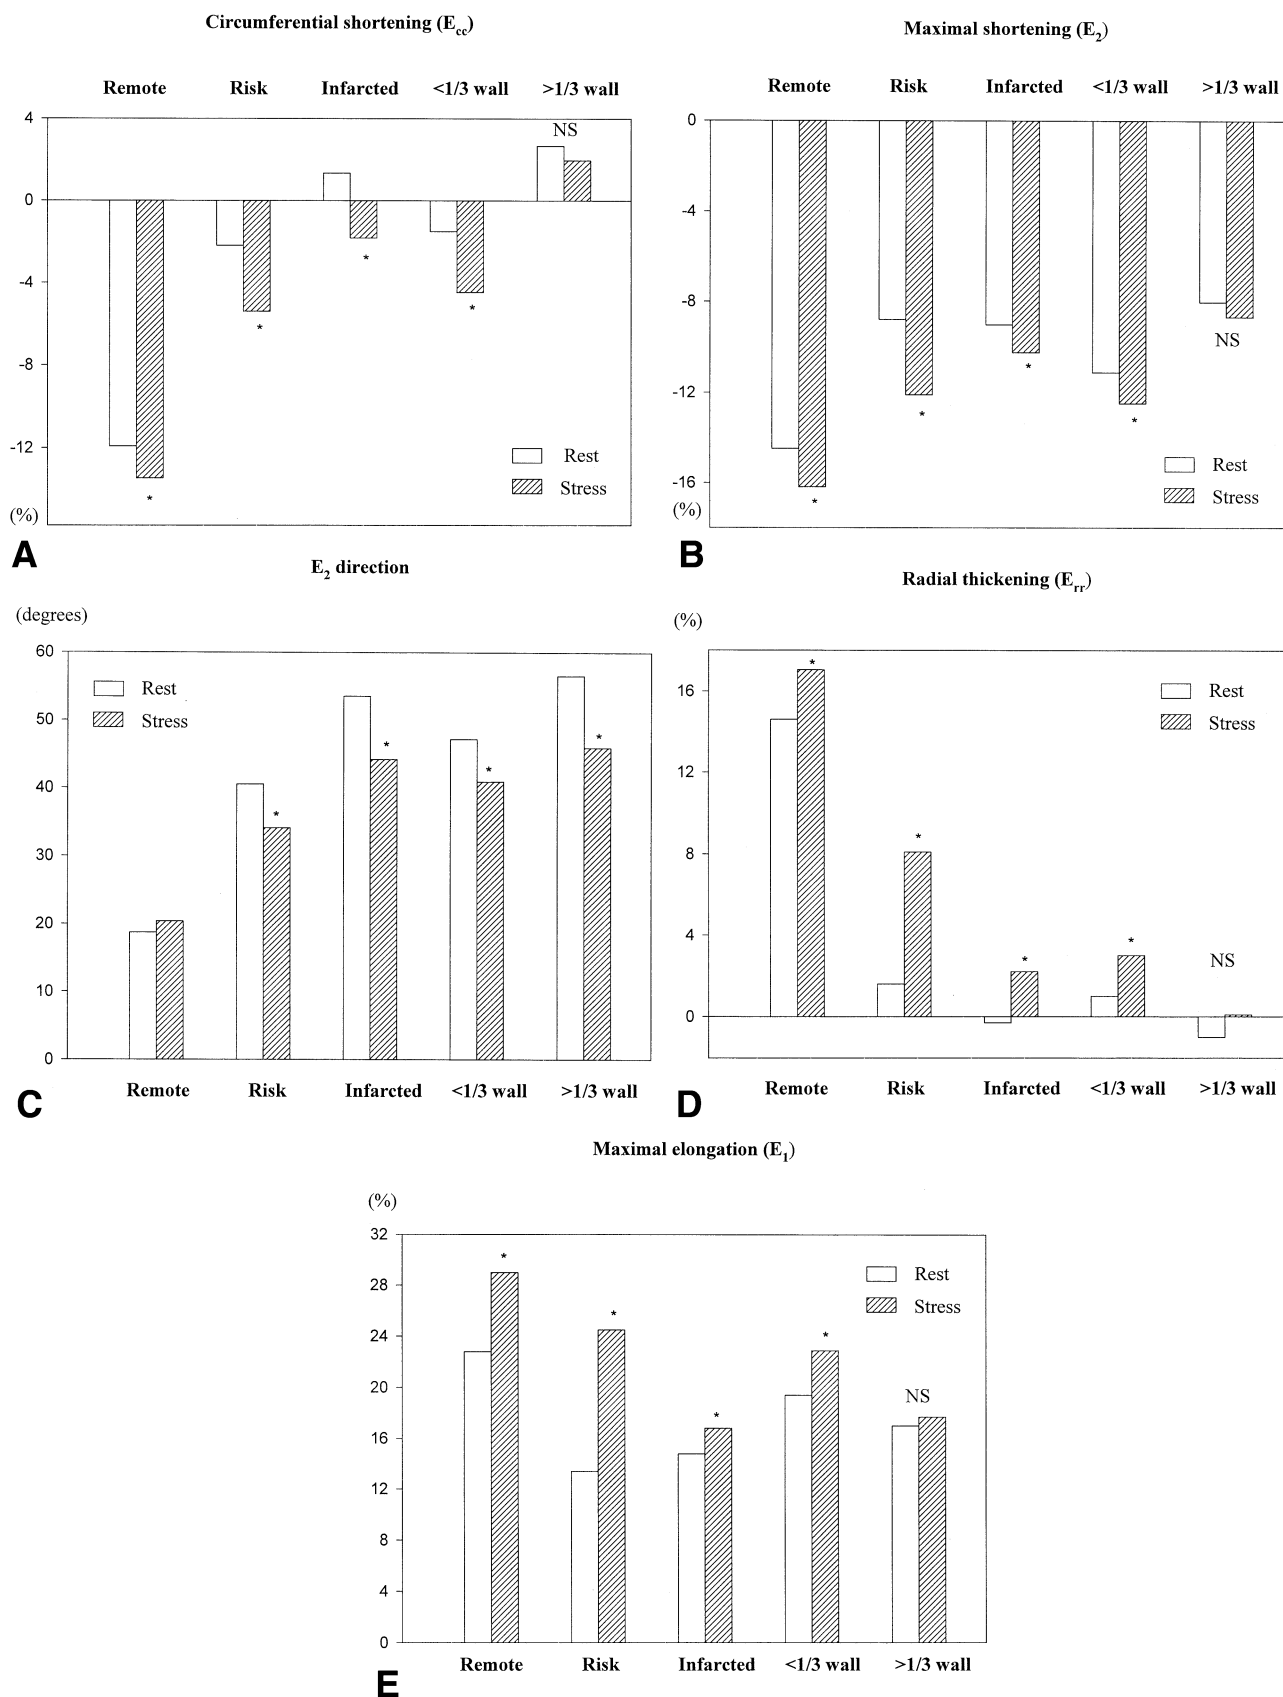 Circumferential shortening (Ecc)
Remote Risk Infarcted <1/3 wall >1/3 wall
4
NS
0
*
-4
*
*
-8
-12
Rest
Stress
*
(%)
A
Maximal shortening (E2)
Remote Risk Infarcted <1/3 wall >1/3 wall
0
-4
-8
NS
*
-12
*
*
Rest
-16
Stress
*
(%)
B
E2 direction
(degrees)
60
Rest
50
Stress
*
*
*
40
*
30
20
10
0
Remote Risk Infarcted <1/3 wall >1/3 wall
C
Radial thickening (Err)
(%)
*
16
Rest
Stress
12
*
8
4
*
*
NS
0
Remote Risk Infarcted <1/3 wall >1/3 wall
D
Maximal elongation (E1)
(%)
32
*
28
Rest
Stress
*
24
*
20
NS
*
16
12
8
4
0
Remote Risk Infarcted <1/3 wall >1/3 wall
E